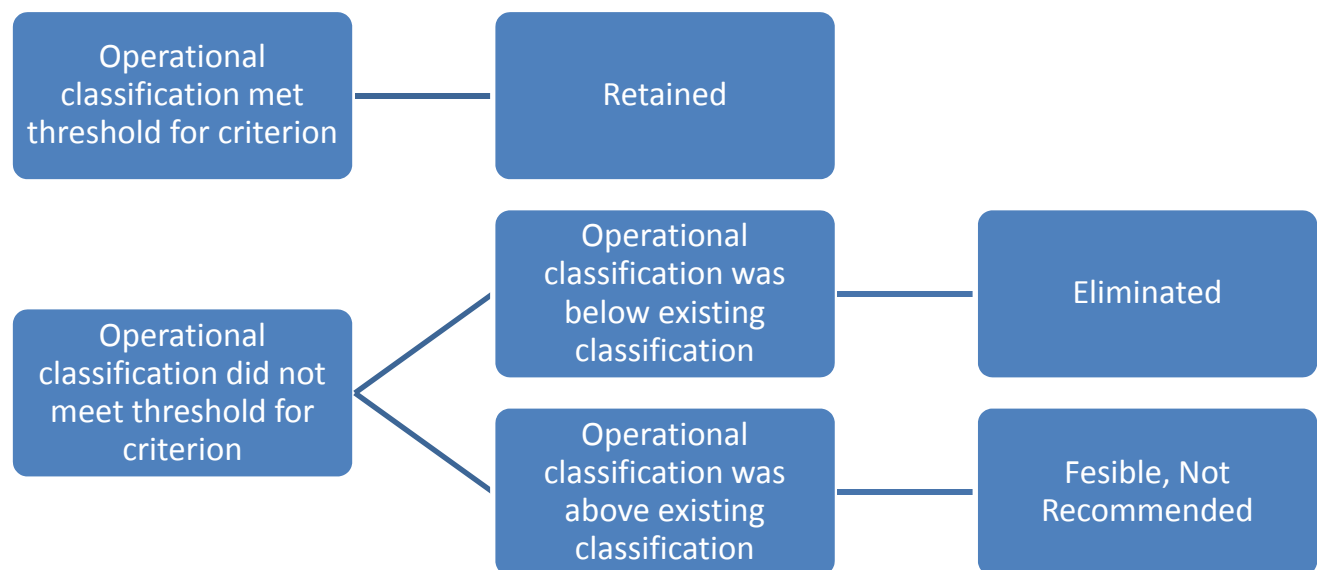 Operational
classification met
threshold for criterion
Retained
Operational
classification did not
meet threshold for
criterion
Operational
classification was
below existing
classification
Eliminated
Operational
classification was
above existing
classification
Fesible, Not
Recommended